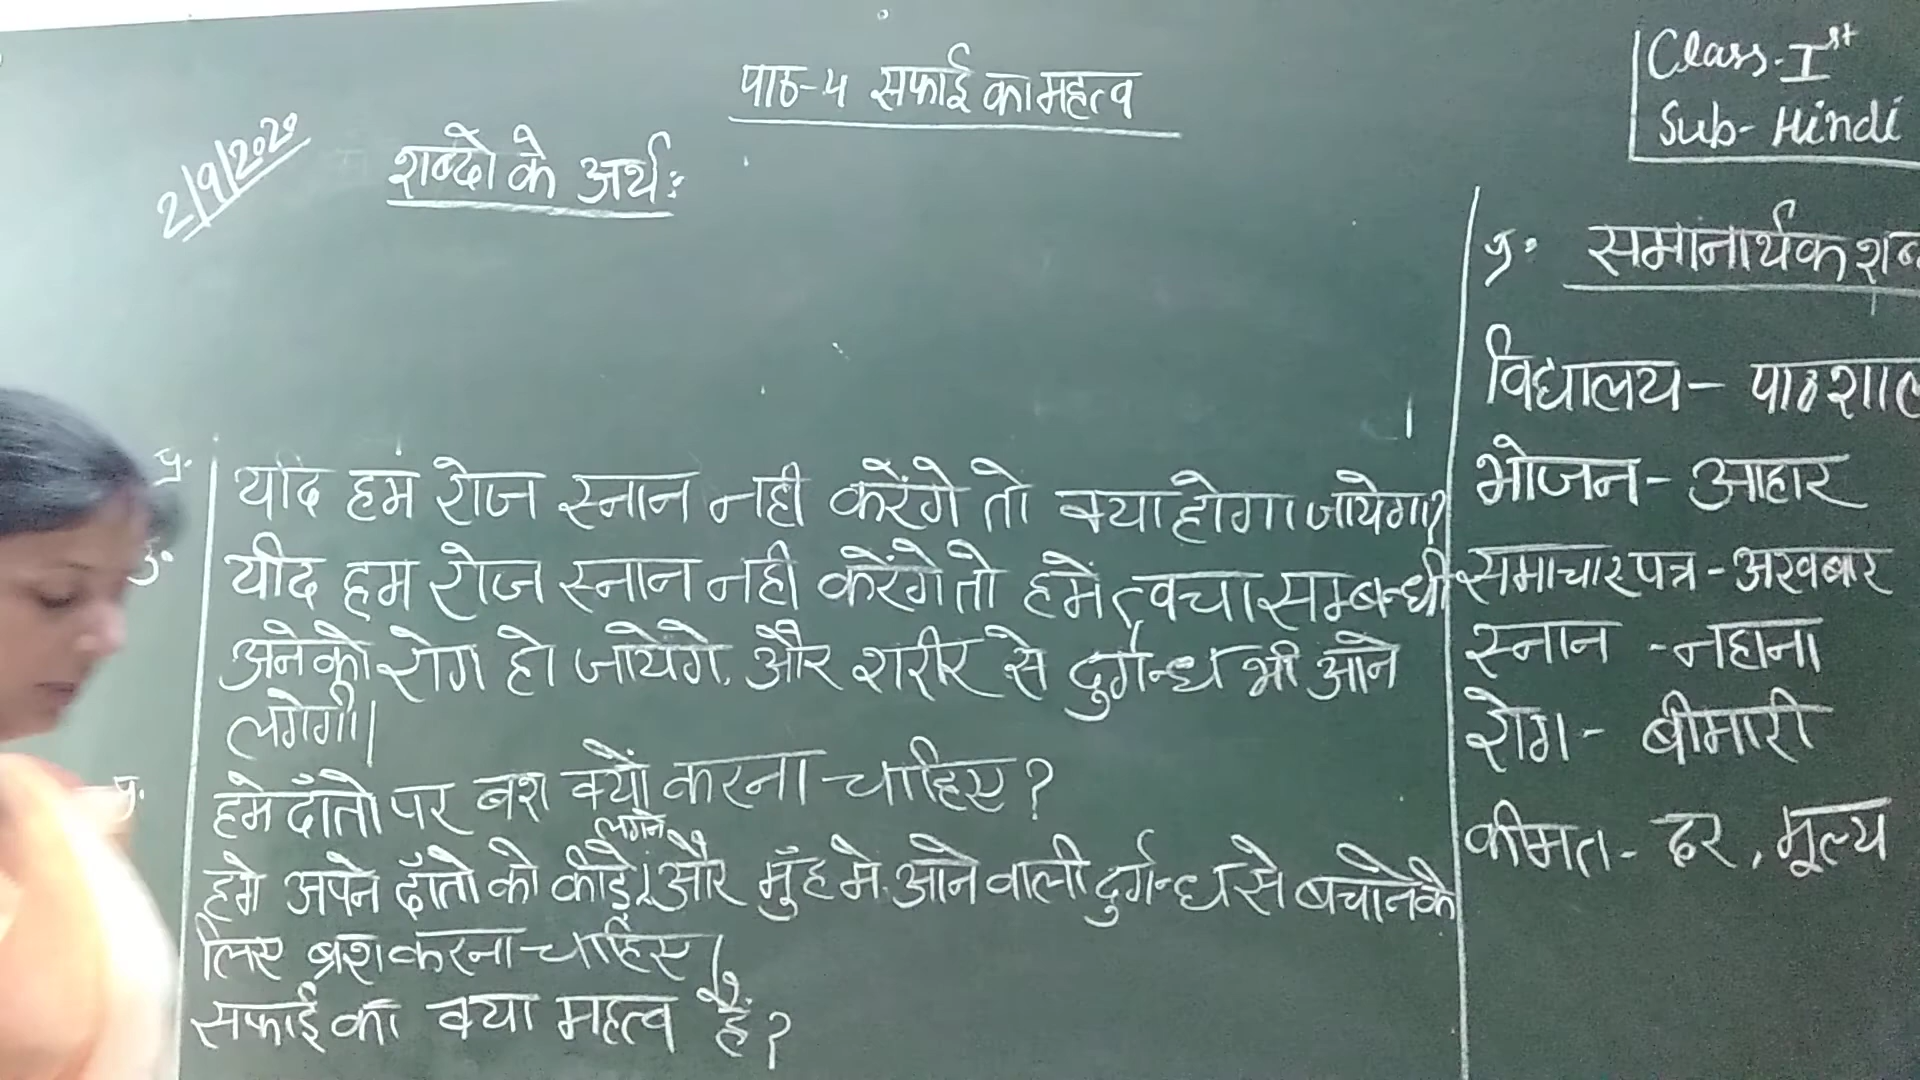 Class-Ist
Sub-Hindi
पाठ-4 सफाई का महत्व
2/9/2020
शब्दो के अर्थ:
प्र. यदि हम रोज स्नान नही करेंगे तो क्या होगा जायेगा?
उ. यदि हम रोज स्नान नही करेंगे तो हमें त्वचा सम्बन्धी
अनेको रोग हो जायेगे और शरीर से दुर्गन्ध भी आने
लगेगी।
प्र. हमे दाँतो पर ब्रश क्यों करना चाहिए?
लगने
हमे अपने दाँतो को कीड़े और मुँह मे आने वाली दुर्गन्ध से बचाने के
लिए ब्रश करना चाहिए।
सफाई का क्या महत्व हैं?
प्र. समानार्थक शब्
विद्यालय - पाठशाल
भोजन - आहार
समाचार पत्र - अखबार
स्नान - नहाना
रोग - बीमारी
कीमत - दर, मूल्य